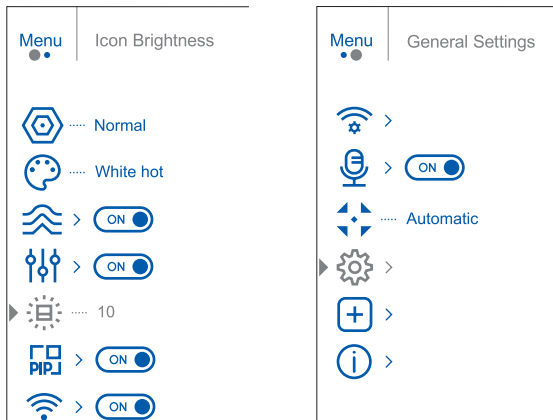 Menu Icon Brightness
Normal
White hot
ON
ON
10
PIP
ON
ON
Menu General Settings
ON
Automatic